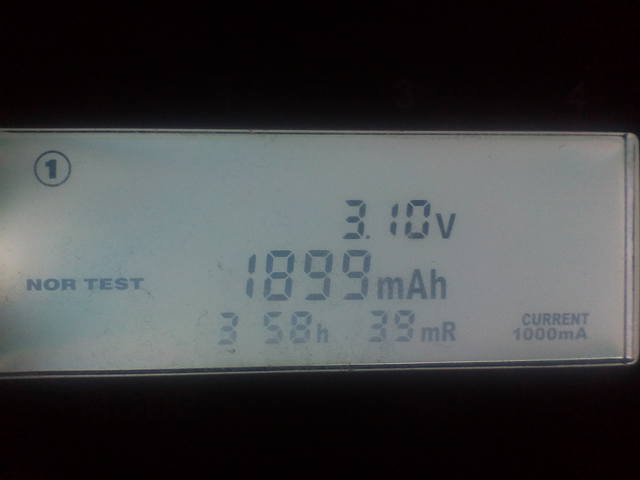 1
3.10V
NOR TEST 1899mAh
3 58h 39mR CURRENT 1000mA